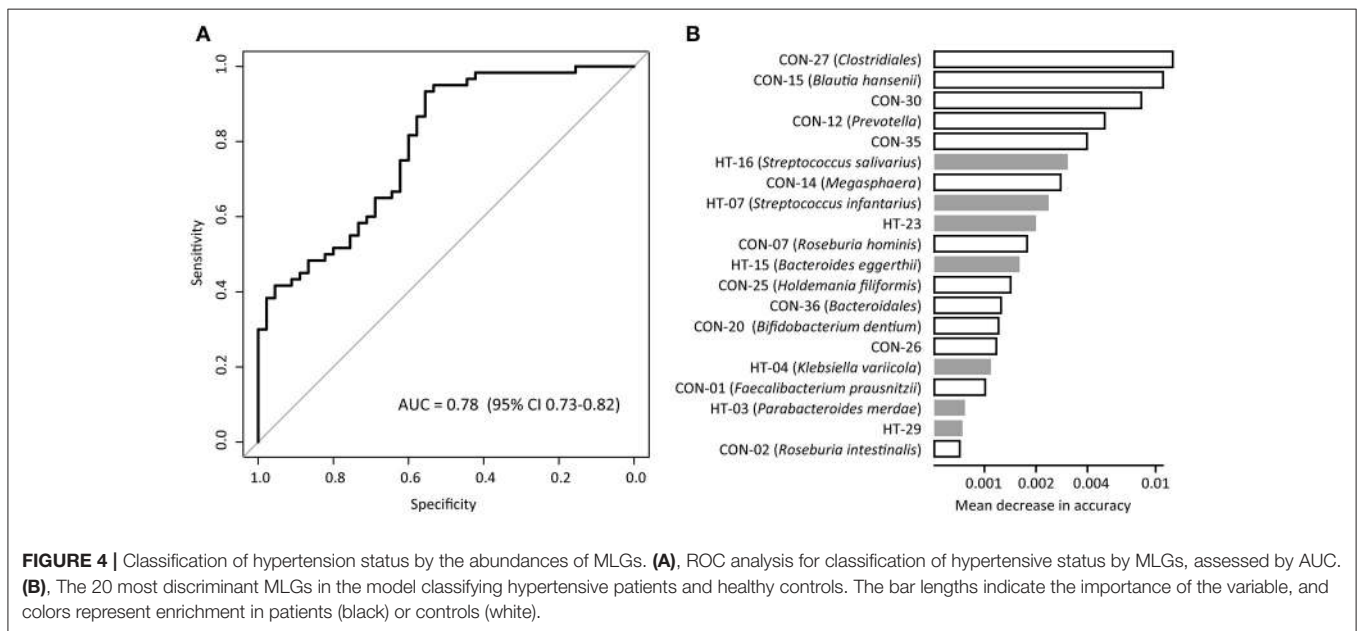 A
1.0
0.8
0.6
0.4
0.2
0.0
Sensitivity
AUC = 0.78 (95% CI 0.73-0.82)
1.0 0.8 0.6 0.4 0.2 0.0
Specificity
B
CON-27 (Clostridiales)
CON-15 (Blautia hansenii)
CON-30
CON-12 (Prevotella)
CON-35
HT-16 (Streptococcus salivarius)
CON-14 (Megasphaera)
HT-07 (Streptococcus infantarius)
HT-23
CON-07 (Roseburia hominis)
HT-15 (Bacteroides eggerthii)
CON-25 (Holdemania filiformis)
CON-36 (Bacteroidales)
CON-20 (Bifidobacterium dentium)
CON-26
HT-04 (Klebsiella variicola)
CON-01 (Faecalibacterium prausnitzii)
HT-03 (Parabacteroides merdae)
HT-29
CON-02 (Roseburia intestinalis)
0.001 0.002 0.004 0.01
Mean decrease in accuracy
FIGURE 4 | Classification of hypertension status by the abundances of MLGs. (A), ROC analysis for classification of hypertensive status by MLGs, assessed by AUC.
(B), The 20 most discriminant MLGs in the model classifying hypertensive patients and healthy controls. The bar lengths indicate the importance of the variable, and
colors represent enrichment in patients (black) or controls (white).